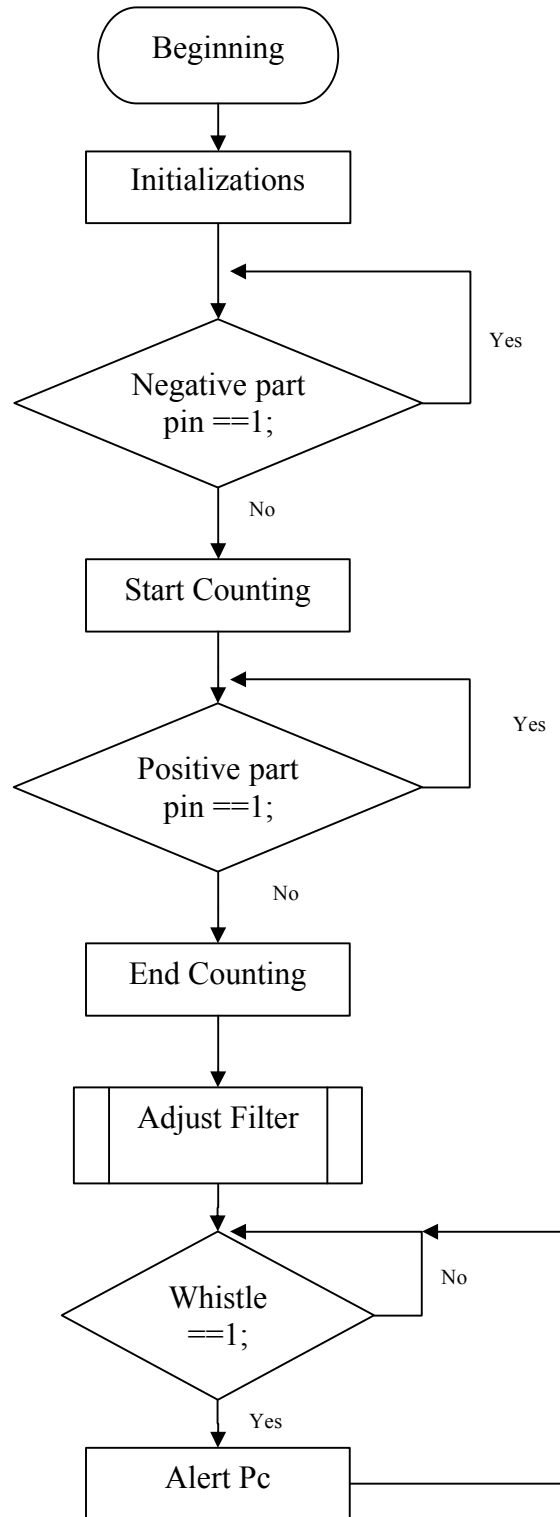 Beginning
Initializations
Yes
Negative part
pin ==1;
No
Start Counting
Yes
Positive part
pin ==1;
No
End Counting
Adjust Filter
No
Whistle
==1;
Yes
Alert Pc